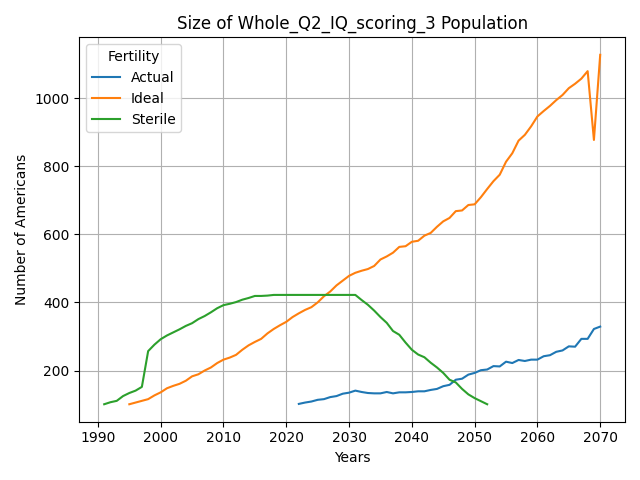 Size of Whole_Q2_IQ_scoring_3 Population
Fertility
Actual
Ideal
Sterile
Number of Americans
1000
800
600
400
200
1990 2000 2010 2020 2030 2040 2050 2060 2070
Years